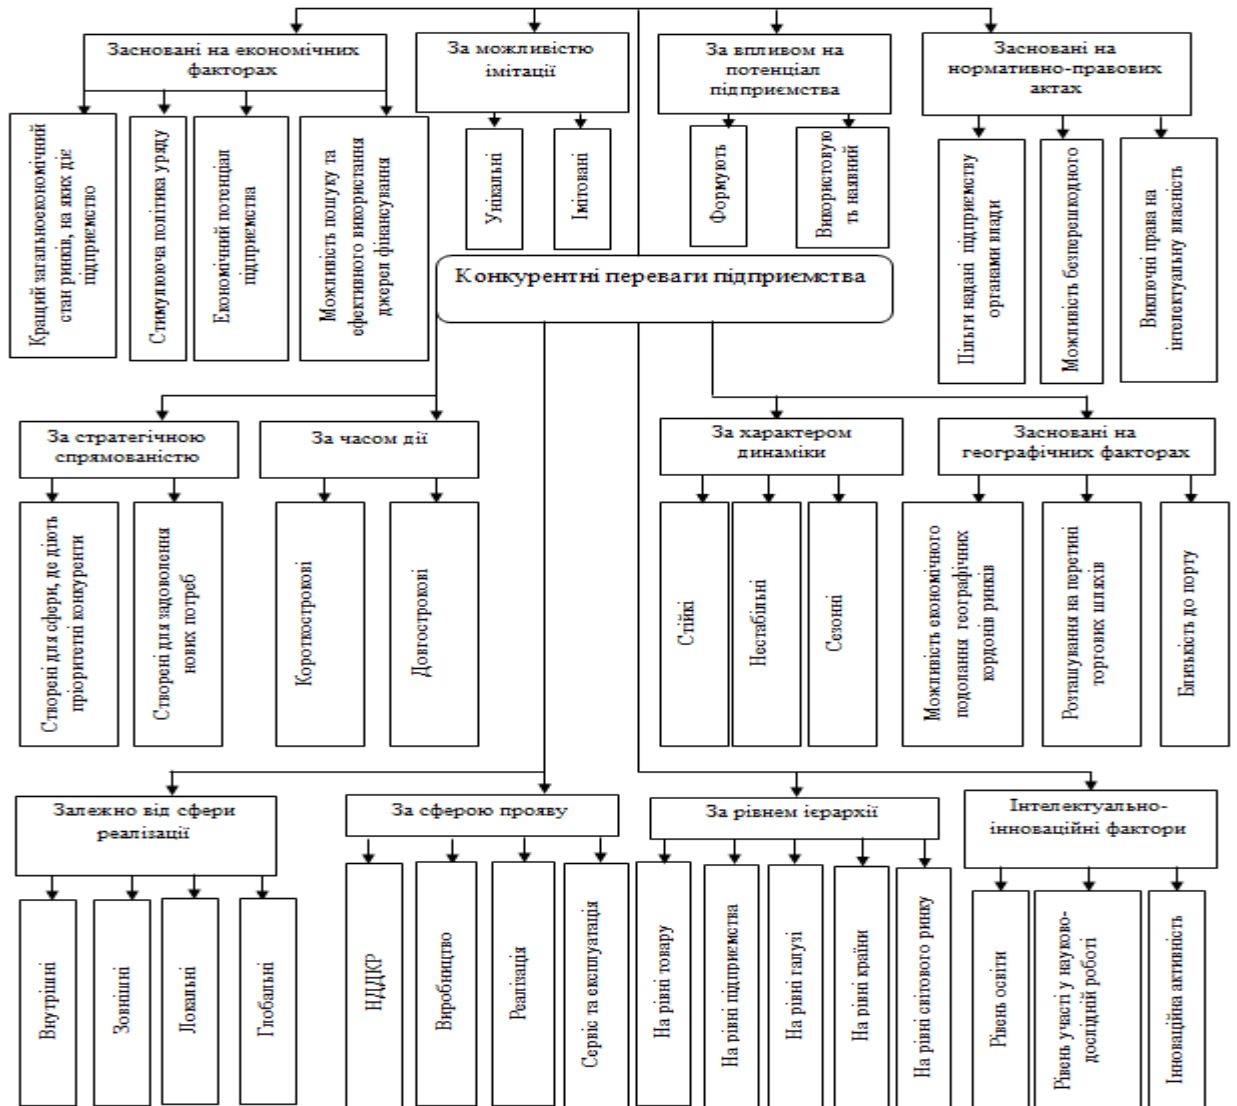 Засновані на економічних
факторах
За можливістю
імітації
За впливом на
потенціал
підприємства
Засновані на
нормативно-правових
актах
Кращий загальноекономічний
стан ринків, на яких діє
підприємство
Стимулююча політика уряду
Економічний потенціал
підприємства
Можливість пошуку та
ефективного використання
джерел фінансування
Унікальні
Імітовані
Формують
Використовую
ть наявний
Пільги надані підприємству
органами влади
Можливість безперешкодного
Виключні права на
інтелектуальну власність
Конкурентні переваги підприємства
За стратегічною
спрямованістю
За часом дії
За характером
динаміки
Засновані на
географічних факторах
Створені для сфери, де діють
пріоритетні конкуренти
Створені для задоволення
нових потреб
Короткострокові
Довгострокові
Стійкі
Нестабільні
Сезонні
Можливість економічного
подолання географічних
кордонів ринків
Розташування на перетині
торгових шляхів
Близькість до порту
Залежно від сфери
реалізації
За сферою прояву
За рівнем ієрархії
Інтелектуально-
інноваційні фактори
Внутрішні
Зовнішні
Локальні
Глобальні
НДДКР
Виробництво
Реалізація
Сервіс та експлуатація
На рівні товару
На рівні підприємства
На рівні галузі
На рівні країни
На рівні світового ринку
Рівень освіти
Рівень участі у науково-
дослідній роботі
Інноваційна активність